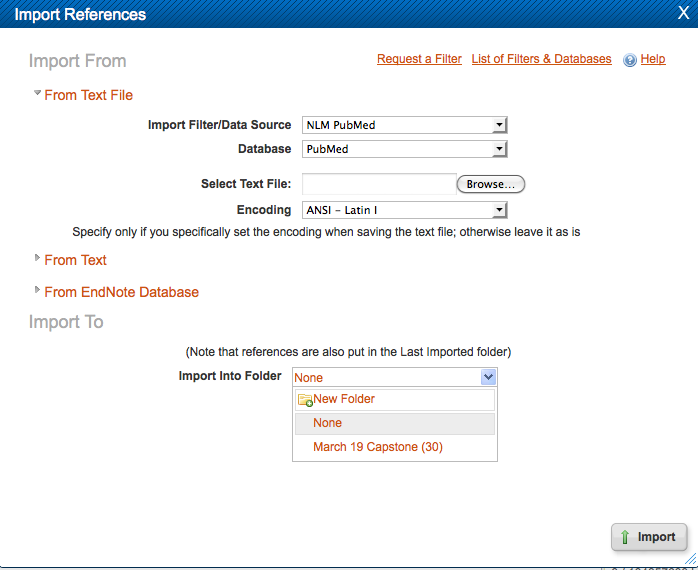 Import References X
Import From Request a Filter List of Filters & Databases ? Help
From Text File
Import Filter/Data Source NLM PubMed
Database PubMed
Select Text File: Browse...
Encoding ANSI – Latin I
Specify only if you specifically set the encoding when saving the text file; otherwise leave it as is
From Text
From EndNote Database
Import To
(Note that references are also put in the Last Imported folder)
Import Into Folder None
New Folder
None
March 19 Capstone (30)
Import